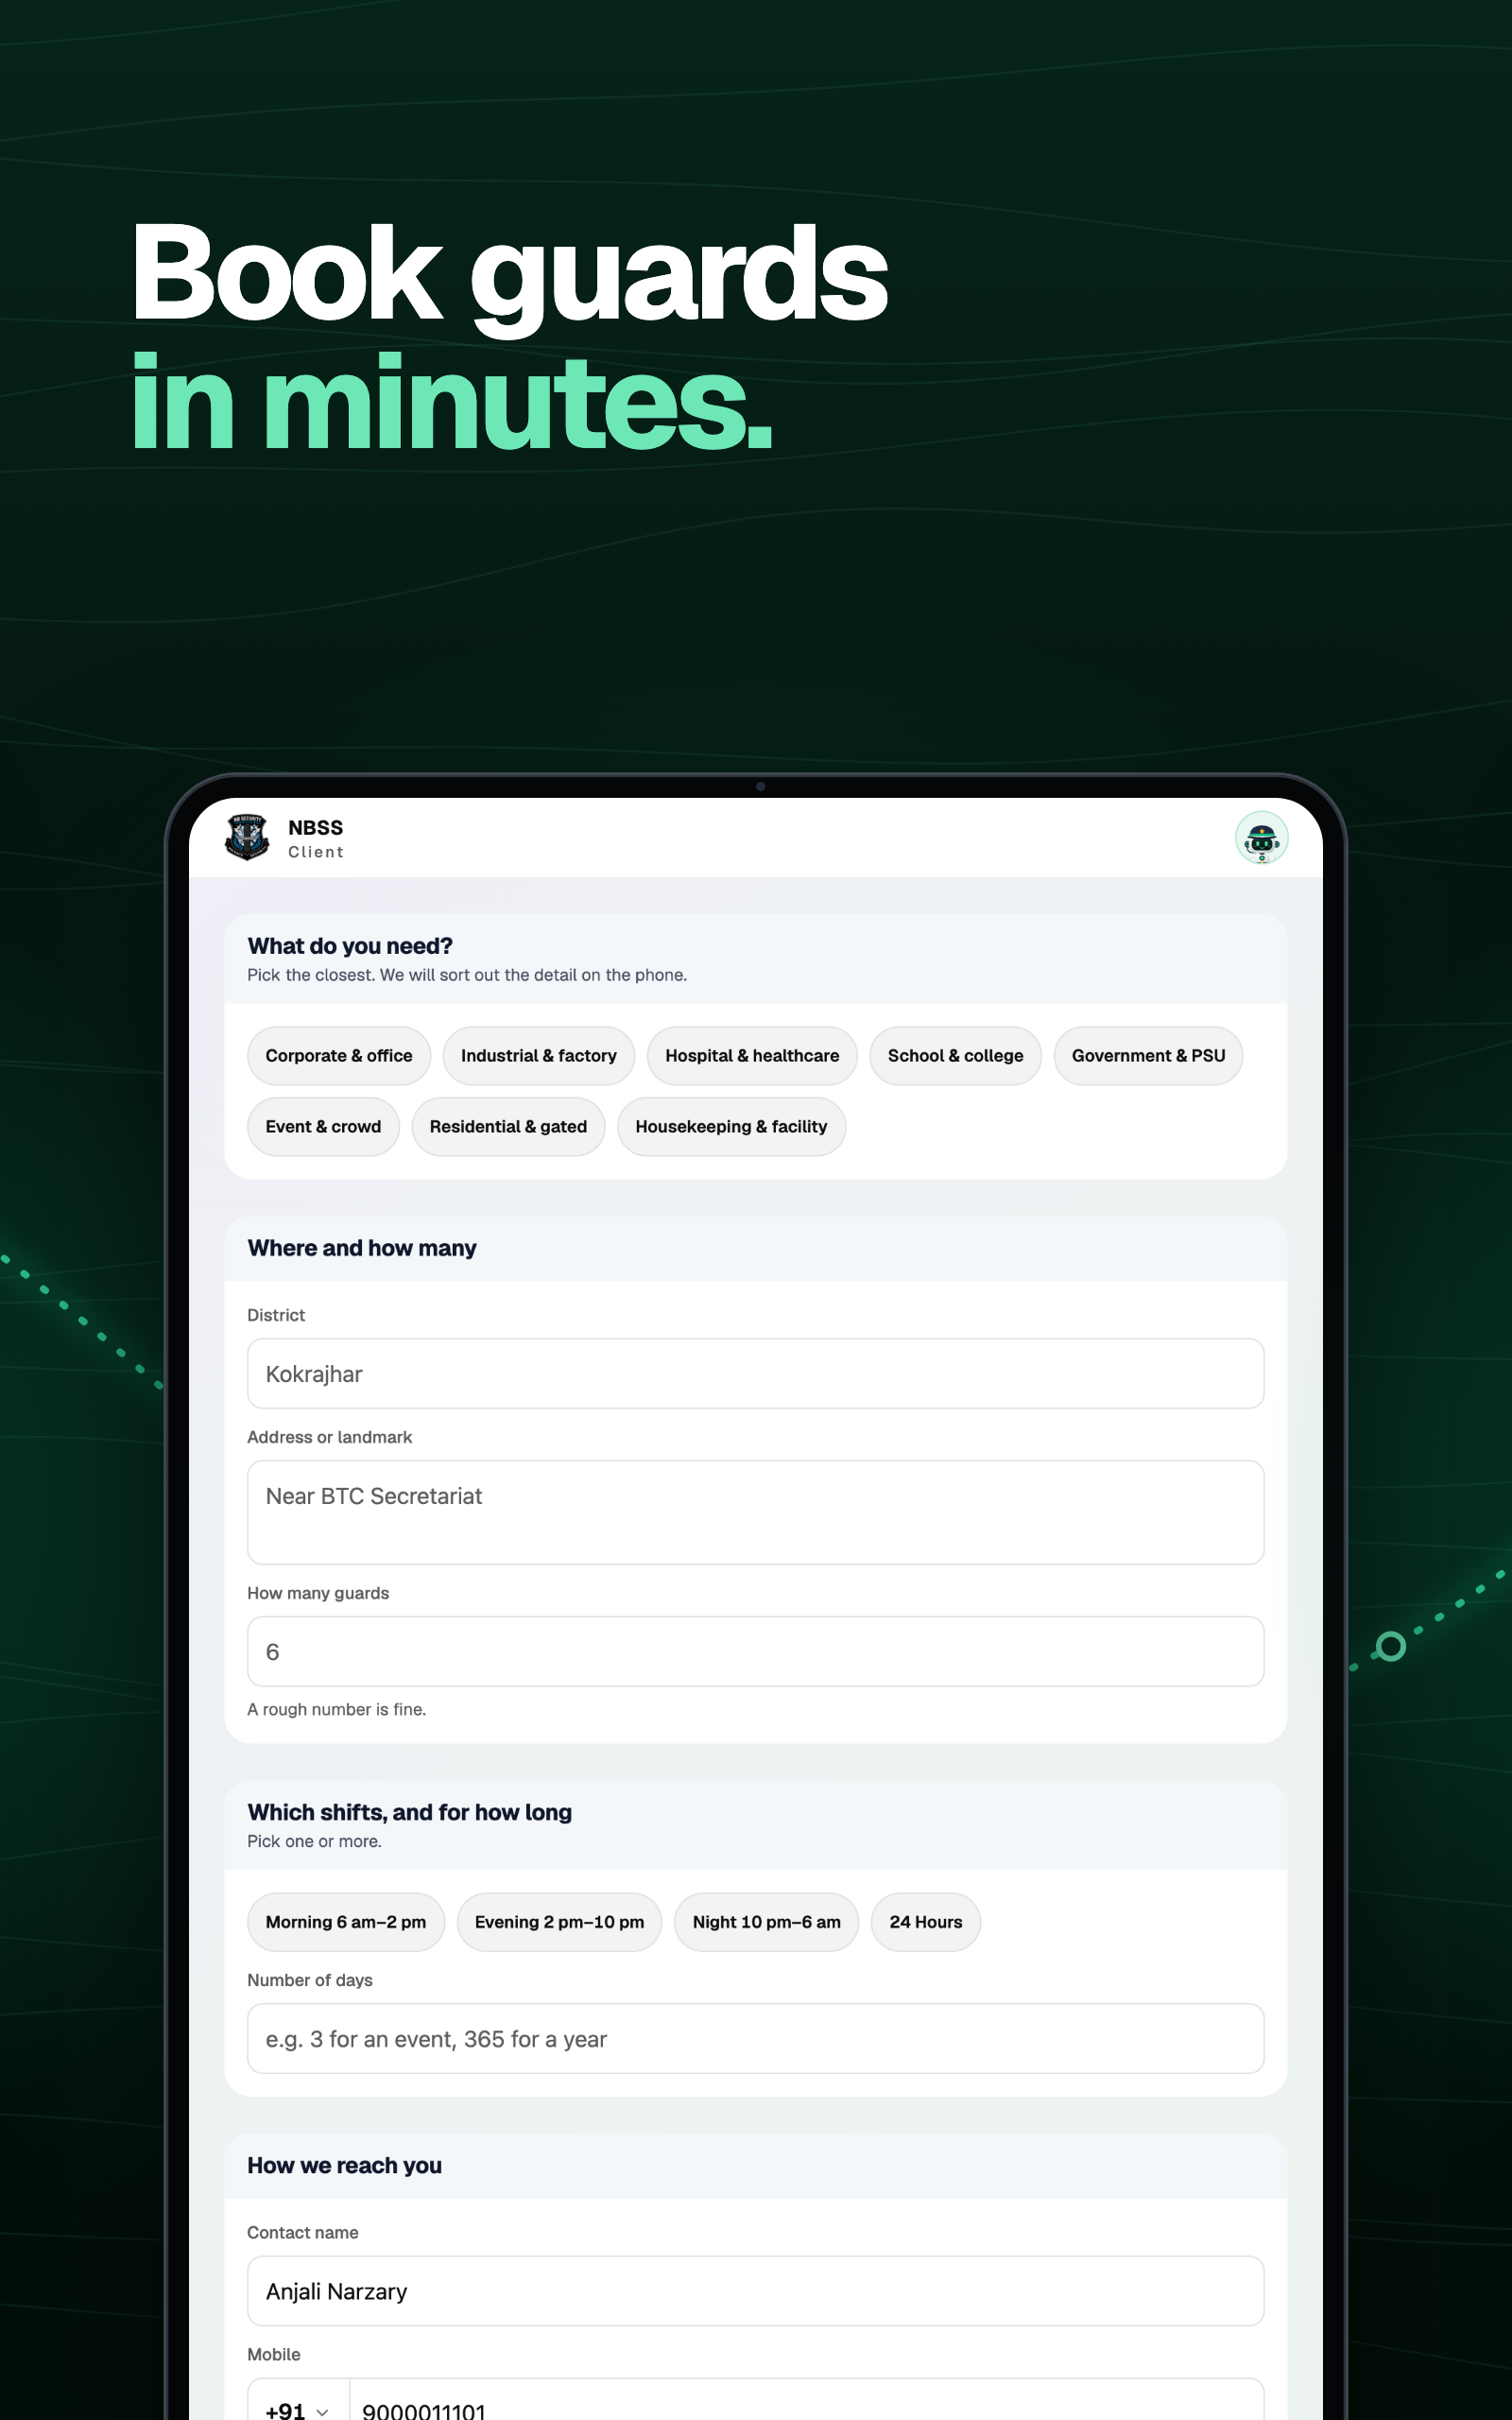 Book guards
in minutes.
NBSS
Client
What do you need?
Pick the closest. We will sort out the detail on the phone.
Corporate & office
Industrial & factory
Hospital & healthcare
School & college
Government & PSU
Event & crowd
Residential & gated
Housekeeping & facility
Where and how many
District
Kokrajhar
Address or landmark
Near BTC Secretariat
How many guards
6
A rough number is fine.
Which shifts, and for how long
Pick one or more.
Morning 6 am–2 pm
Evening 2 pm–10 pm
Night 10 pm–6 am
24 Hours
Number of days
e.g. 3 for an event, 365 for a year
How we reach you
Contact name
Anjali Narzary
Mobile
+91
9000011101